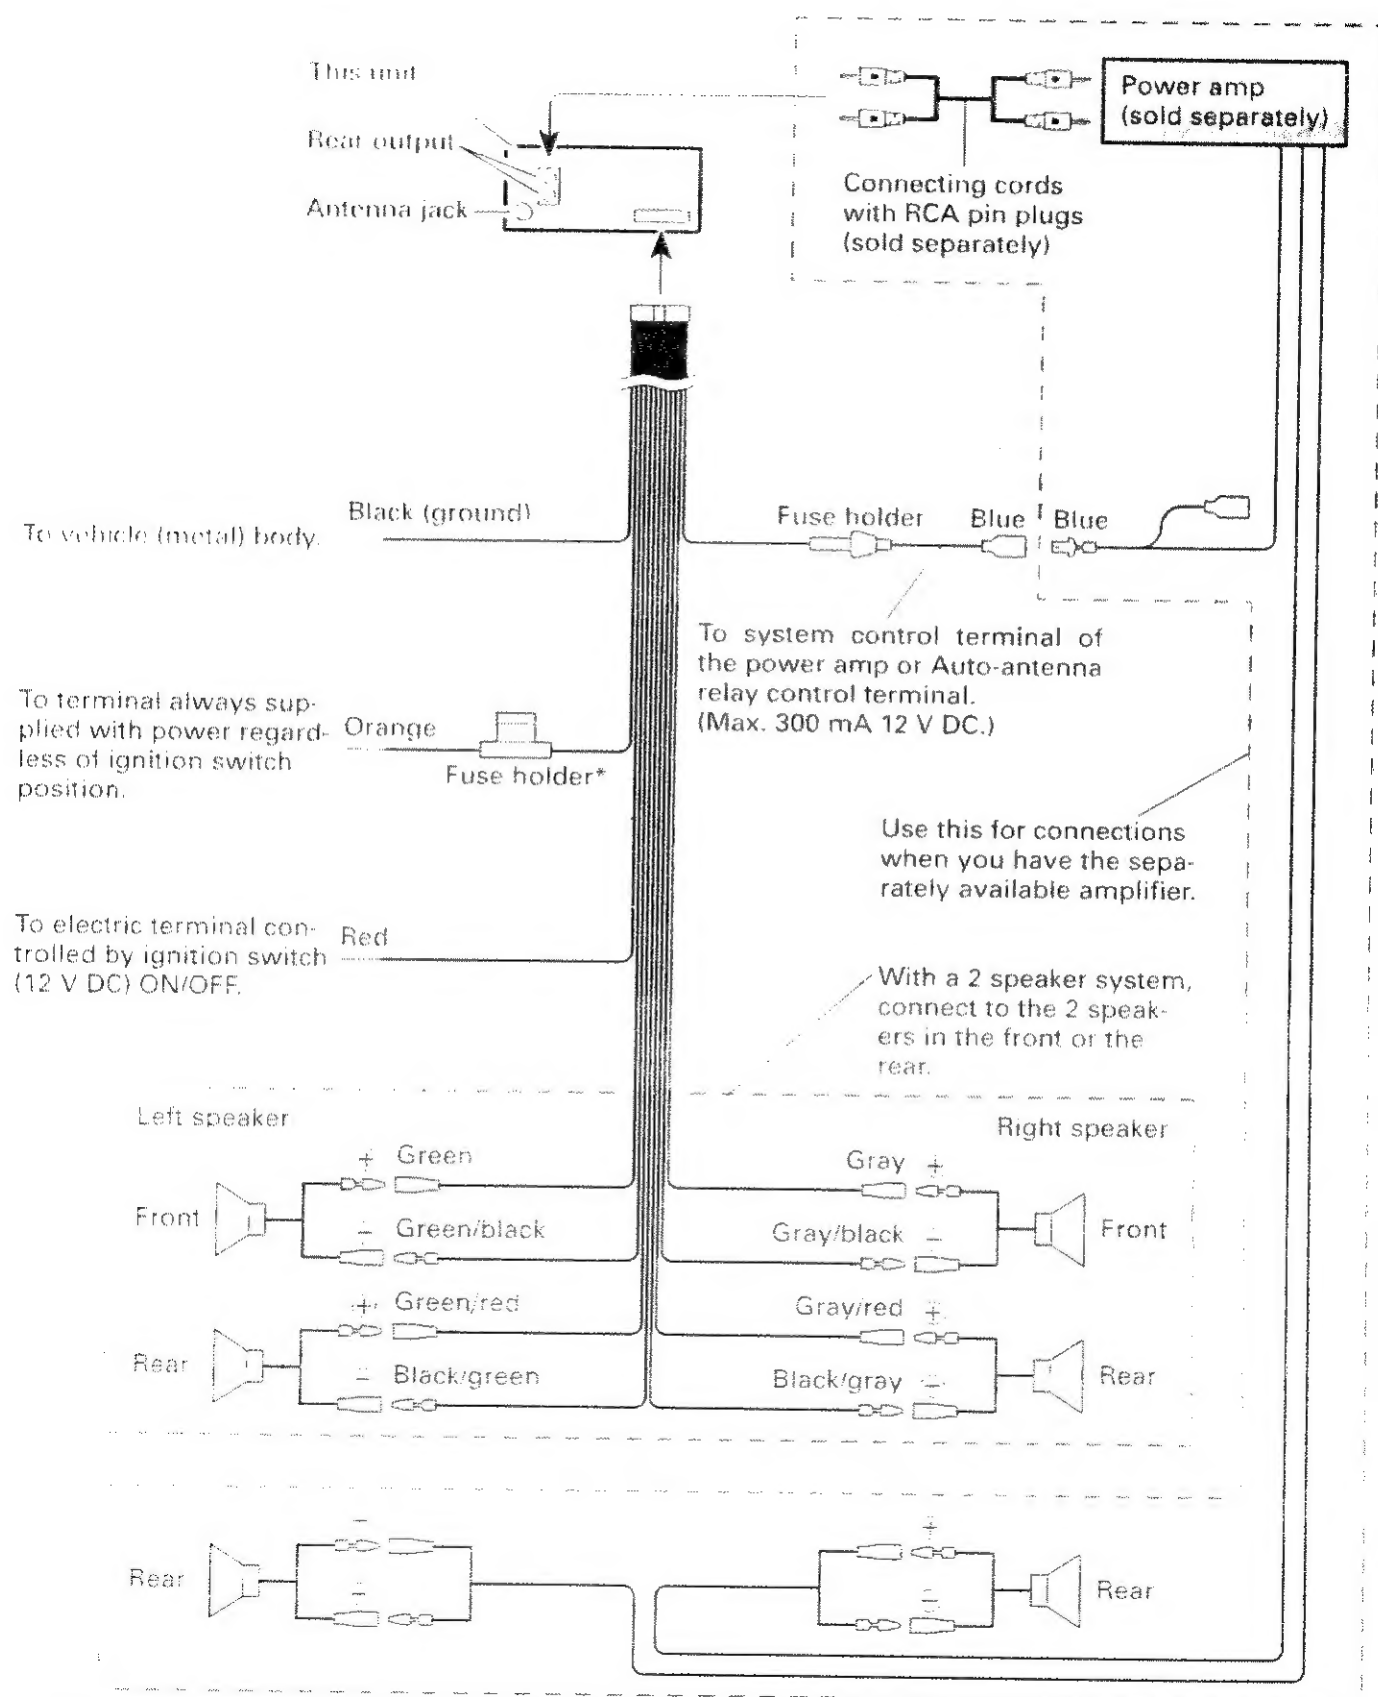 This unit
Rear output
Antenna jack
Power amp
(sold separately)
Connecting cords
with RCA pin plugs
(sold separately)
To vehicle (metal) body.
Black (ground)
Fuse holder
Blue
Blue
To system control terminal of
the power amp or Auto-antenna
relay control terminal.
(Max. 300 mA 12 V DC.)
To terminal always sup-
plied with power regard-
less of ignition switch
position.
Orange
Fuse holder*
Use this for connections
when you have the sepa-
rately available amplifier.
To electric terminal con-
trolled by ignition switch
(12 V DC) ON/OFF.
Red
With a 2 speaker system,
connect to the 2 speak-
ers in the front or the
rear.
Left speaker
Right speaker
+ Green
Gray +
Front
Front
- Green/black
Gray/black -
+ Green/red
Gray/red +
Rear
Rear
- Black/green
Black/gray -
Rear
+
-
Rear